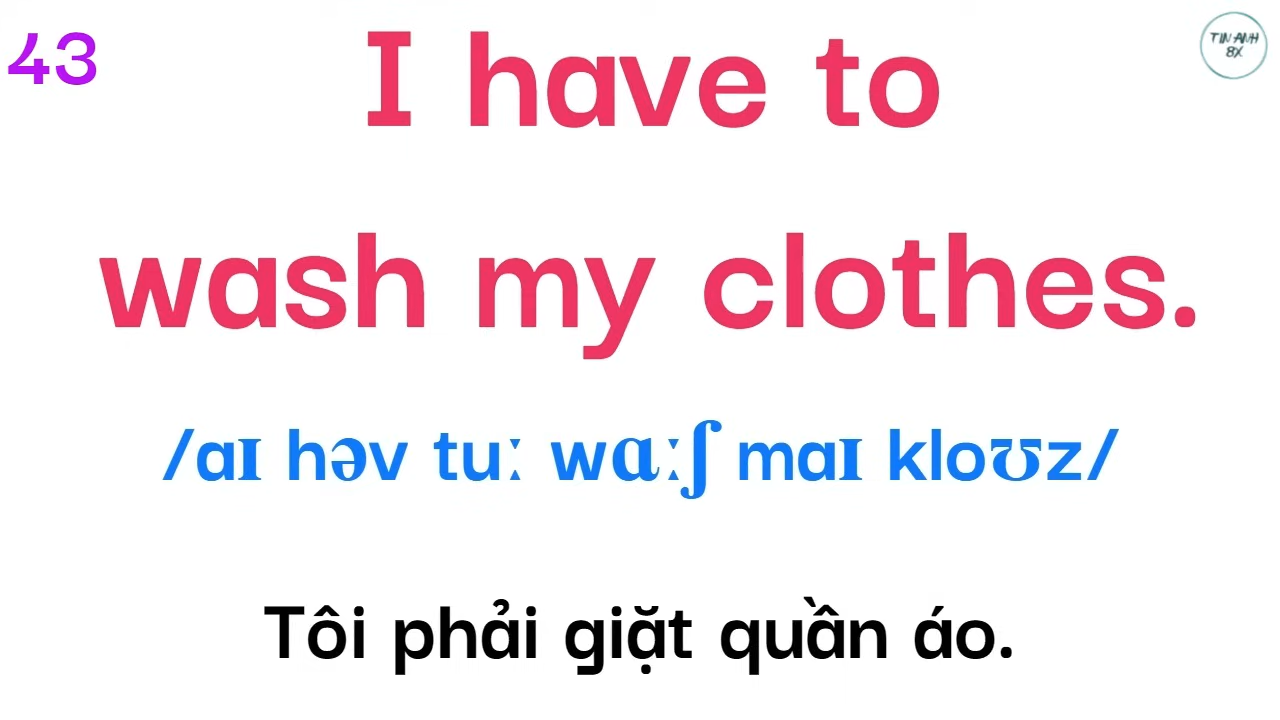 43
TIN ANH
8X
I have to
wash my clothes.
/aɪ həv tuː wɑːʃ maɪ kloʊz/
Tôi phải giặt quần áo.